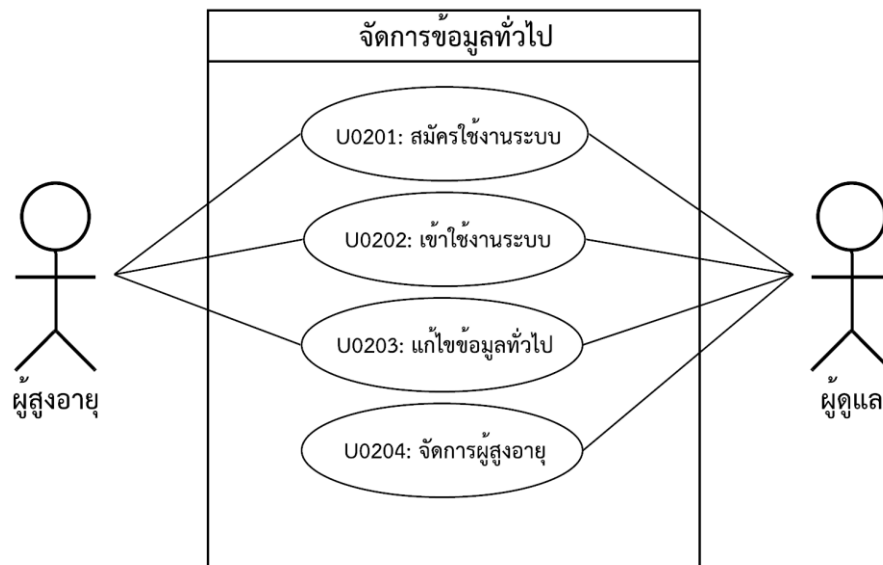 จัดการข้อมูลทั่วไป
U0201: สมัครใช้งานระบบ
U0202: เข้าใช้งานระบบ
U0203: แก้ไขข้อมูลทั่วไป
ผู้สูงอายุ
ผู้ดูแล
U0204: จัดการผู้สูงอายุ